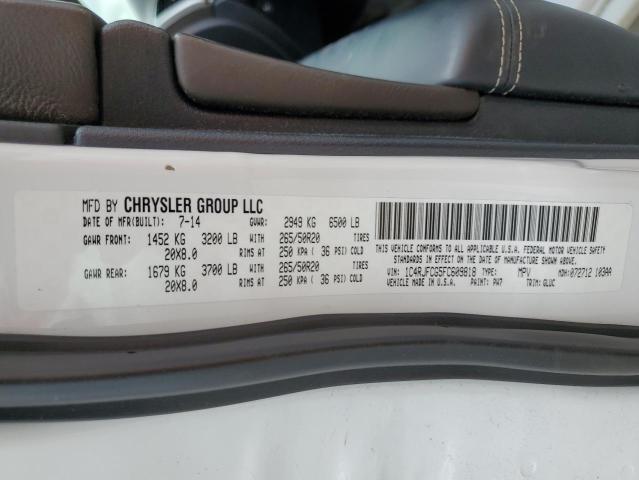 MFD BY CHRYSLER GROUP LLC
DATE OF MFR(BUILT): 7-14 GVWR: 2949 KG 6500 LB
GAWR FRONT: 1452 KG 3200 LB WITH 265/50R20 TIRES
20X8.0 RIMS AT 250 KPA ( 36 PSI) COLD
GAWR REAR: 1679 KG 3700 LB WITH 265/50R20 TIRES
20X8.0 RIMS AT 250 KPA ( 36 PSI) COLD
THIS VEHICLE CONFORMS TO ALL APPLICABLE U.S.A. FEDERAL MOTOR VEHICLE SAFETY
STANDARDS IN EFFECT ON THE DATE OF MANUFACTURE SHOWN ABOVE.
VIN: 1C4RJFCG5FC609818 TYPE: MPV MDH: 072712 103AA
VEHICLE MADE IN U.S.A. PAINT: PW7 TRIM: GLUC